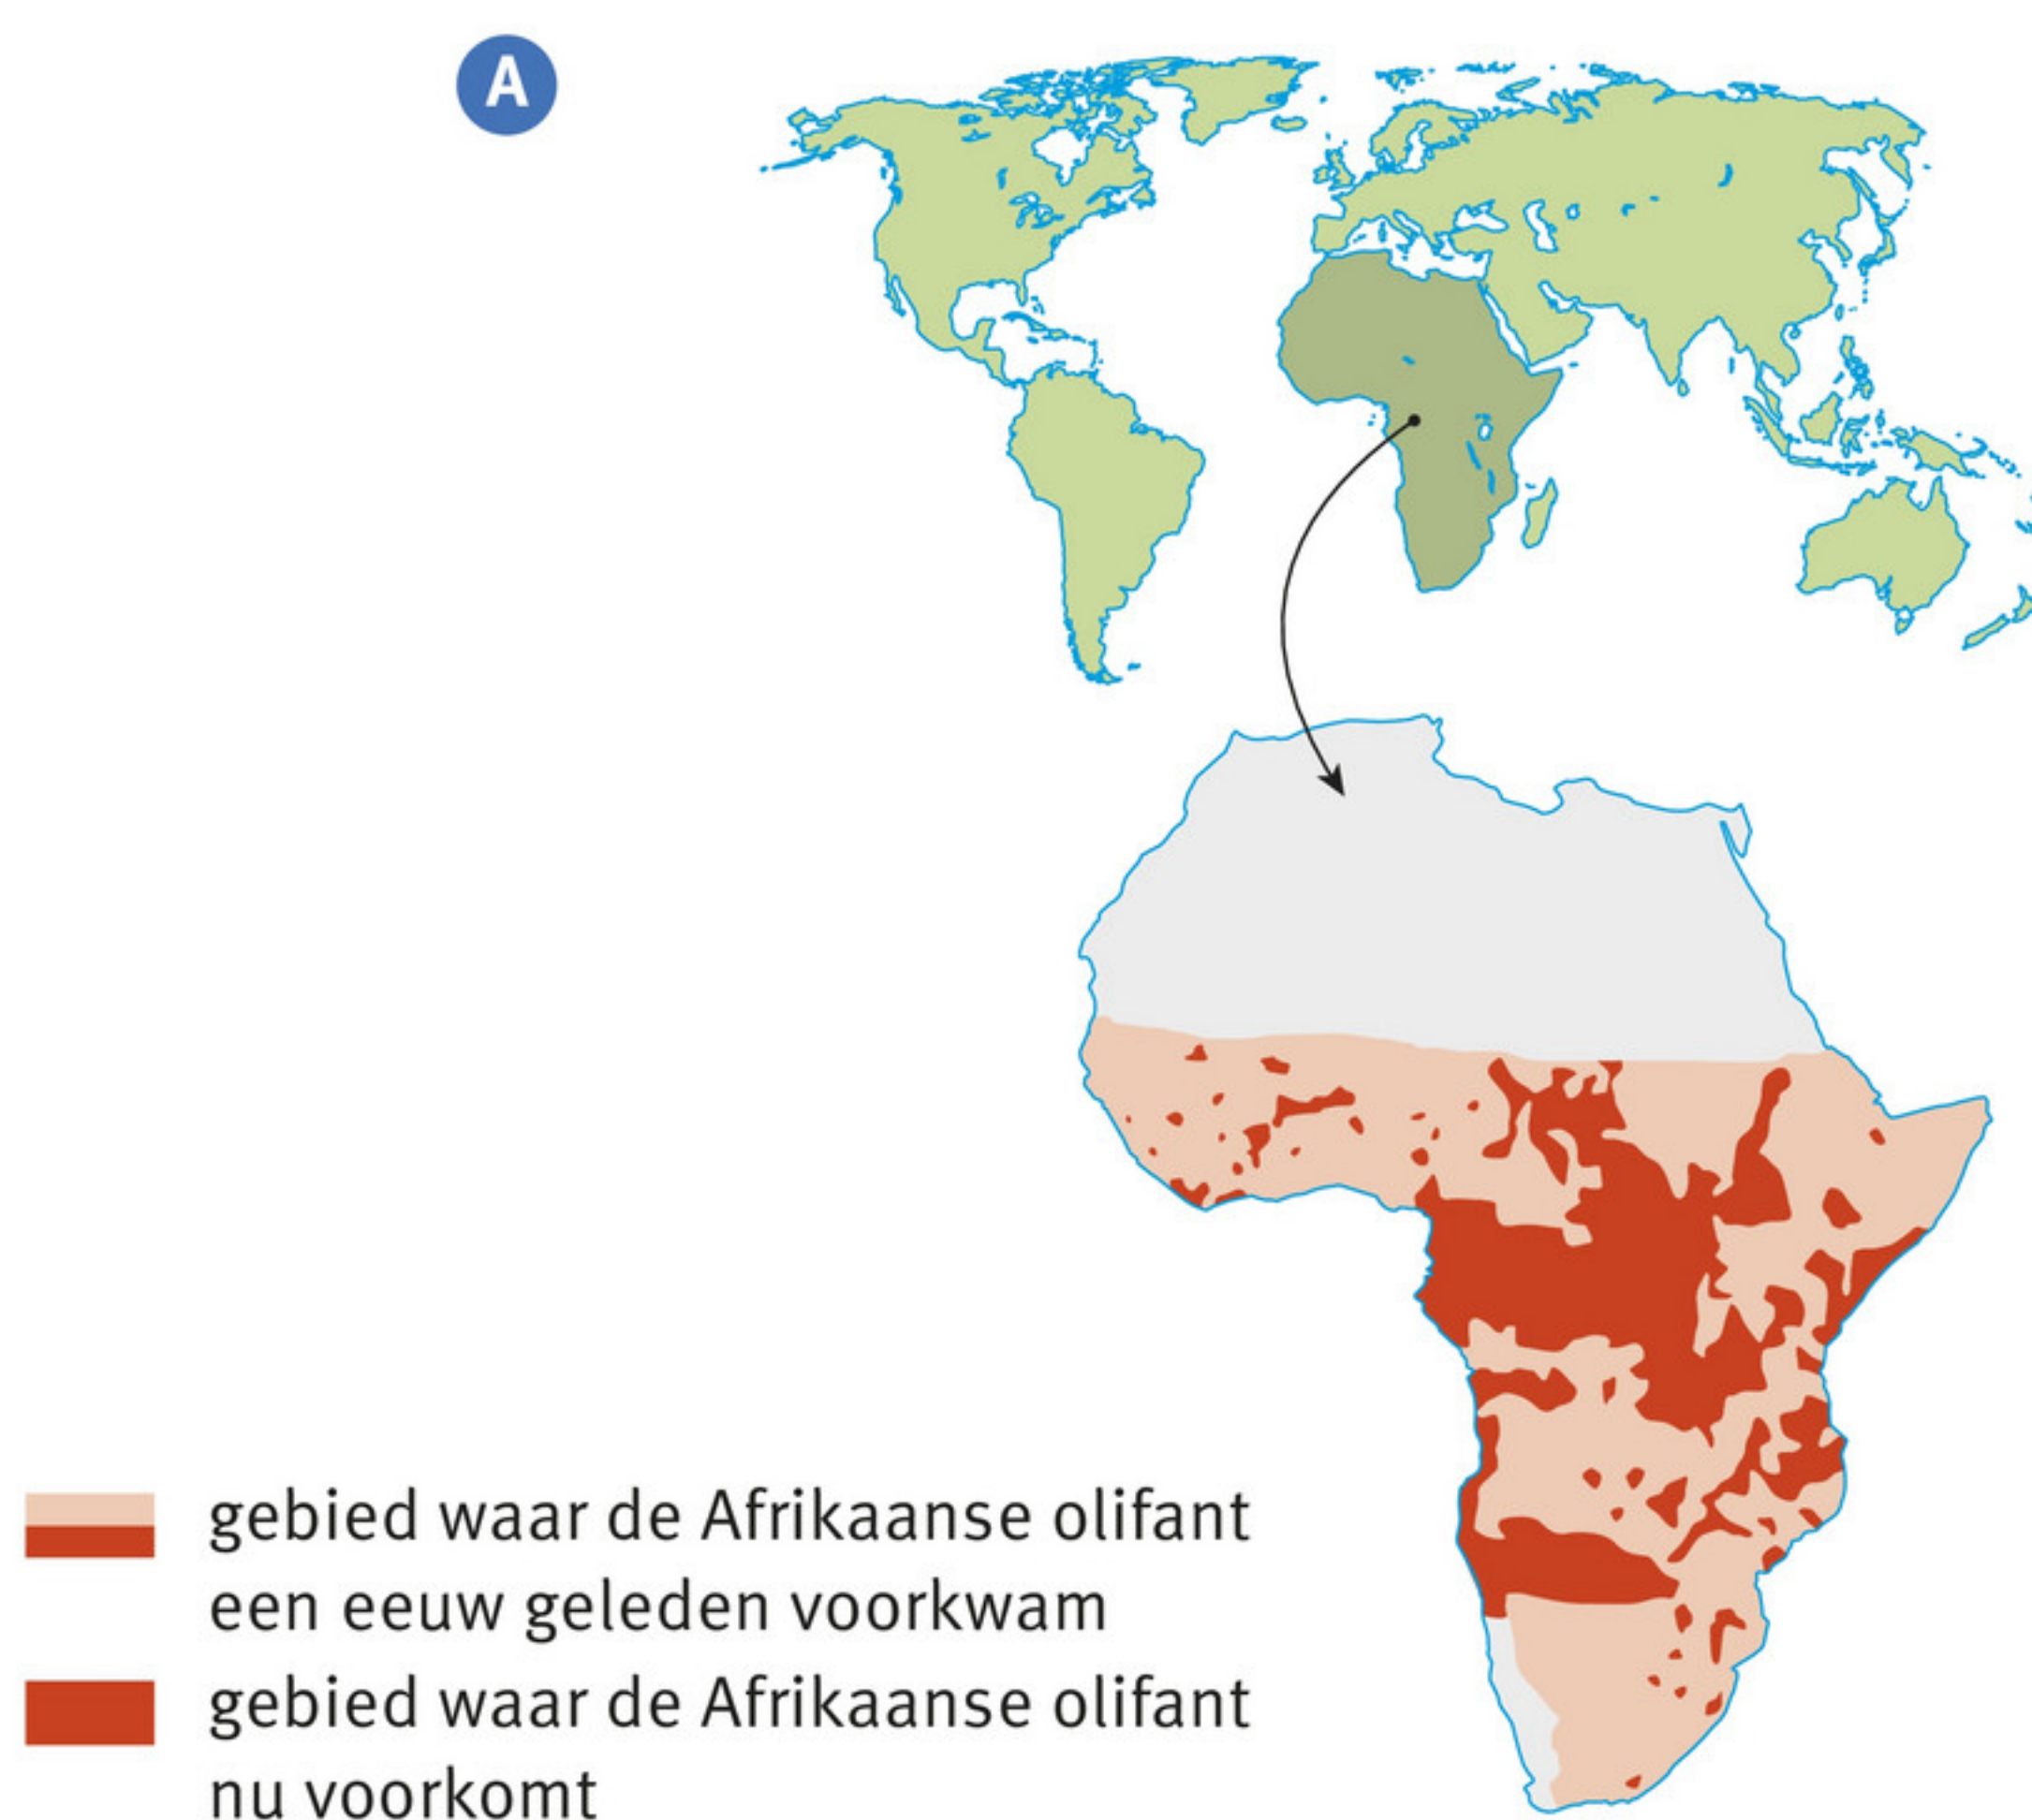 A
gebied waar de Afrikaanse olifant
een eeuw geleden voorkwam
gebied waar de Afrikaanse olifant
nu voorkomt